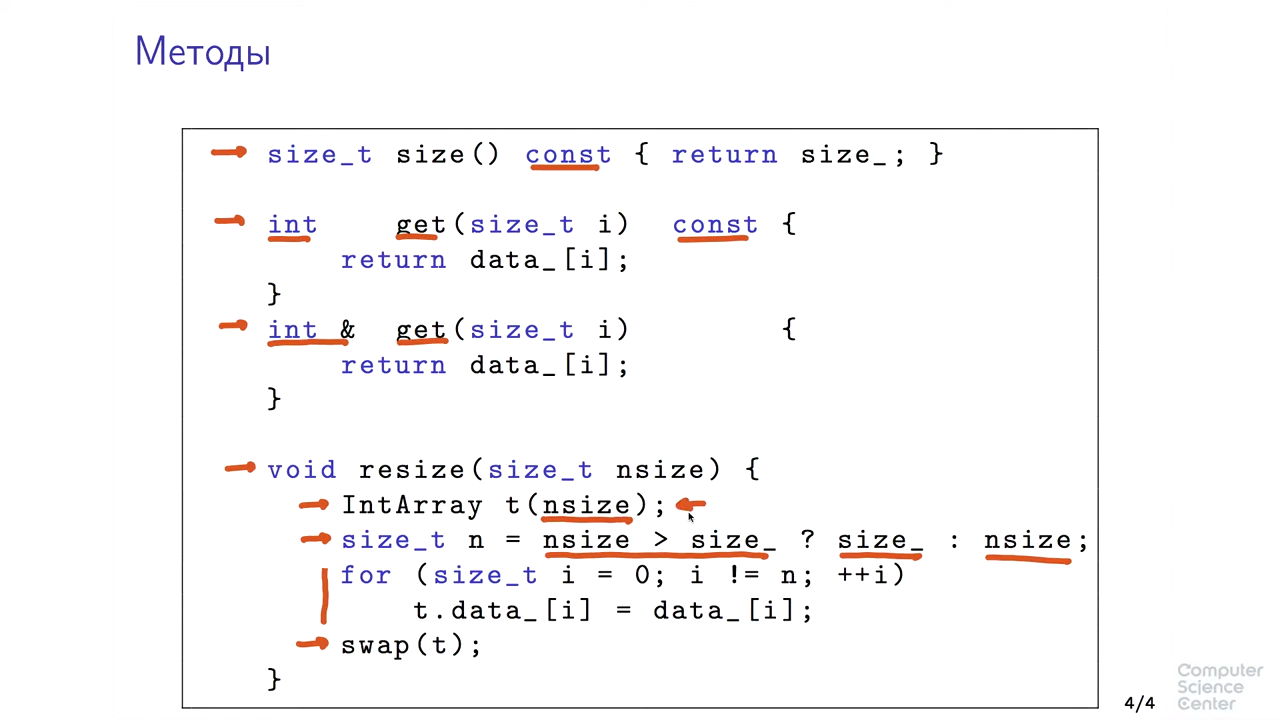 Методы
size_t size() const { return size_; }
int get(size_t i) const {
return data_[i];
}
int & get(size_t i) {
return data_[i];
}
void resize(size_t nsize) {
IntArray t(nsize);
size_t n = nsize > size_ ? size_ : nsize;
for (size_t i = 0; i != n; ++i)
t.data_[i] = data_[i];
swap(t);
}
4/4
Computer
Science
Center